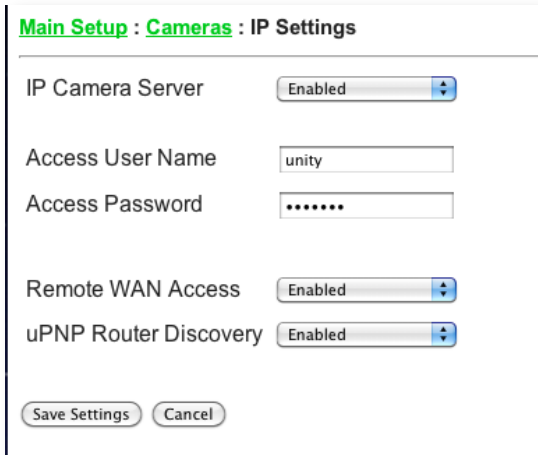 Main Setup : Cameras : IP Settings
IP Camera Server Enabled
Access User Name unity
Access Password •••••••
Remote WAN Access Enabled
uPNP Router Discovery Enabled
Save Settings Cancel